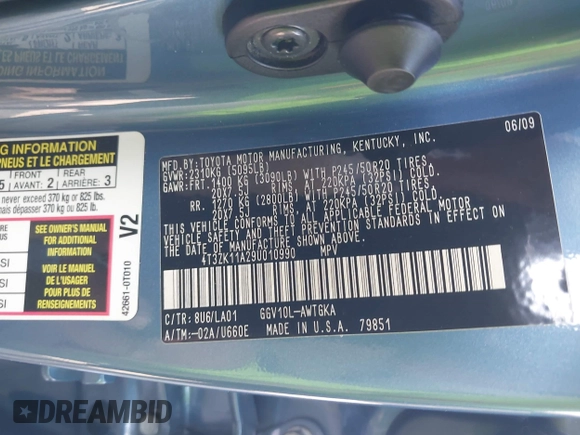 NG INFORMATION
PNEUS ET LE CHARGEMENT
5 FRONT AVANT: 2 REAR ARRIÈRE: 3
never exceed 370 kg or 825 lbs.
jamais dépasser 370 kg ou 825 lb.
SEE OWNER'S MANUAL FOR ADDITIONAL INFORMATION
VOIR LE MANUEL DE L'USAGER POUR PLUS DE RENSEIGNEMENTS
V2
42661-0T010
MFD. BY: TOYOTA MOTOR MANUFACTURING, KENTUCKY, INC. 06/09
GVWR: 2310KG (5095LB)
GAWR: FRT. 1400 KG (3090LB) WITH P245/50R20 TIRES,
RIMS, AT 220KPA (32PSI) COLD.
RR. 1270 KG (2800LB) WITH P245/50R20 TIRES,
RIMS, AT 220KPA (32PSI) COLD.
THIS VEHICLE CONFORMS TO ALL APPLICABLE FEDERAL MOTOR
VEHICLE SAFETY AND THEFT PREVENTION STANDARDS IN EFFECT ON
THE DATE OF MANUFACTURE SHOWN ABOVE.
4T3ZK11A29U010990 MPV
C/TR: 8U6/LA01 GGV10L-AWTGKA
A/TM: -02A/U660E MADE IN U.S.A. 79851
DREAMBID